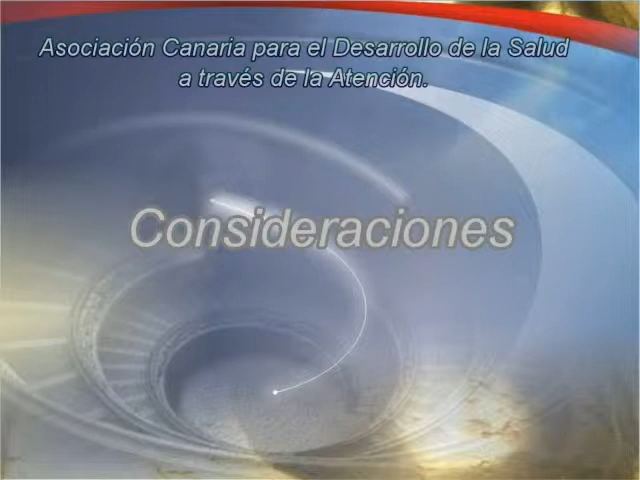 Asociación Canaria para el Desarrollo de la Salud
a través de la Atención.
Consideraciones